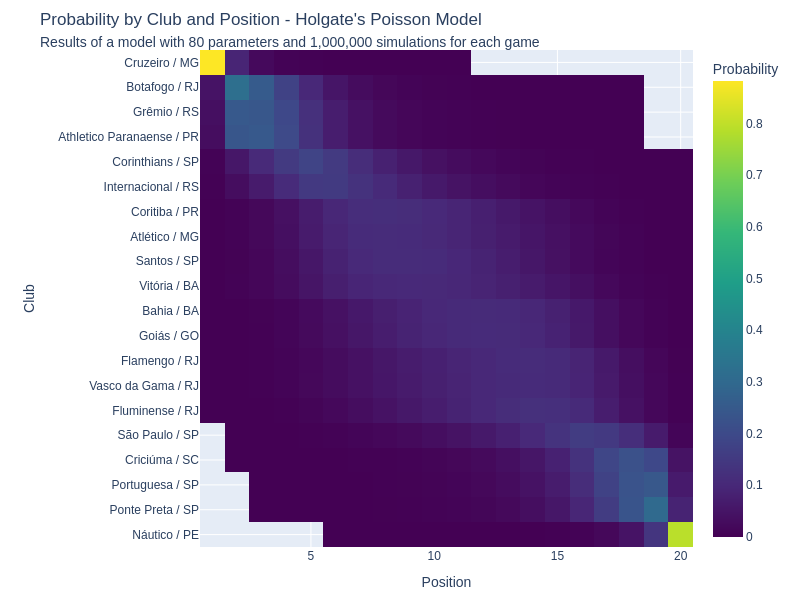 Probability by Club and Position - Holgate's Poisson Model
Results of a model with 80 parameters and 1,000,000 simulations for each game
Cruzeiro / MG
Botafogo / RJ
Grêmio / RS
Athletico Paranaense / PR
Corinthians / SP
Internacional / RS
Coritiba / PR
Atlético / MG
Santos / SP
Vitória / BA
Bahia / BA
Goiás / GO
Flamengo / RJ
Vasco da Gama / RJ
Fluminense / RJ
São Paulo / SP
Criciúma / SC
Portuguesa / SP
Ponte Preta / SP
Náutico / PE
Club
5
10
15
20
Position
Probability
0.8
0.7
0.6
0.5
0.4
0.3
0.2
0.1
0